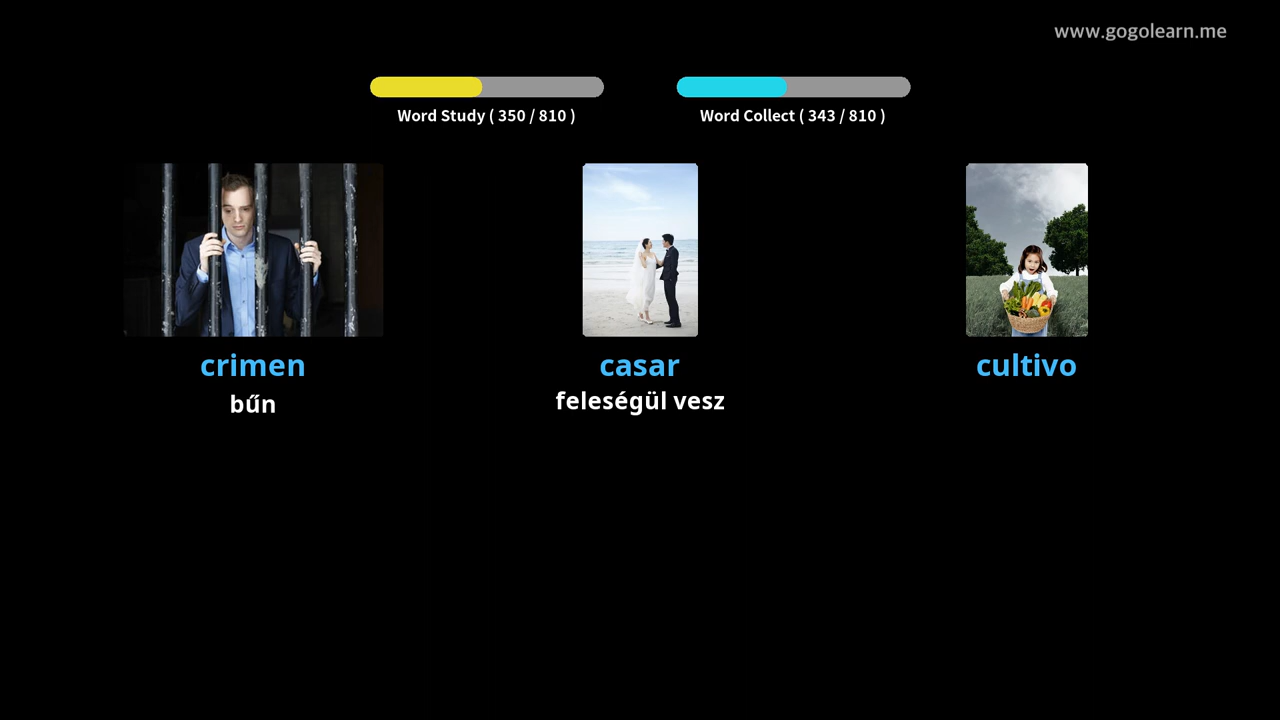 www.gogolearn.me
Word Study ( 350 / 810 )
Word Collect ( 343 / 810 )
crimen
bűn
casar
feleségül vesz
cultivo